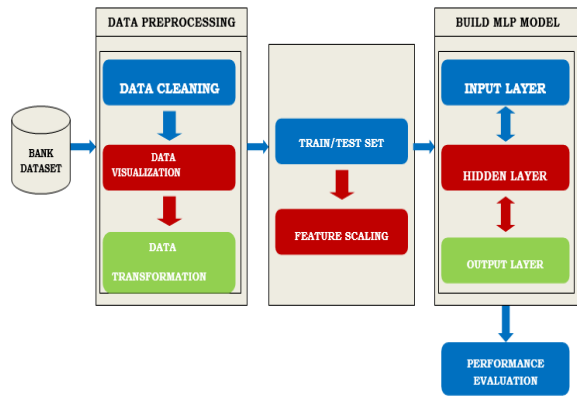 DATA PREPROCESSING
BUILD MLP MODEL
BANK
DATASET
DATA CLEANING
DATA
VISUALIZATION
DATA
TRANSFORMATION
TRAIN/TEST SET
FEATURE SCALING
INPUT LAYER
HIDDEN LAYER
OUTPUT LAYER
PERFORMANCE
EVALUATION